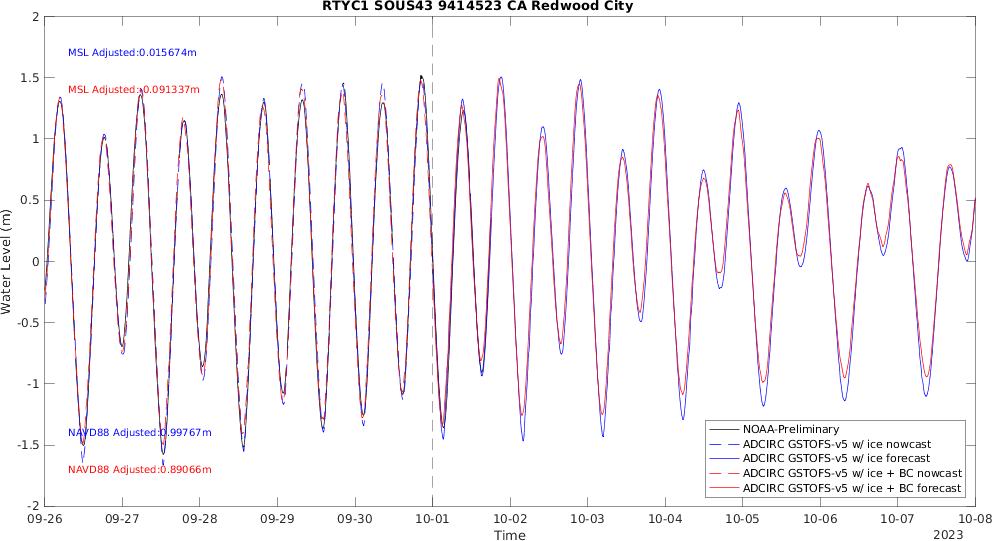 RTYC1 SOUS43 9414523 CA Redwood City
2
1.5
1
0.5
0
-0.5
-1
-1.5
-2
Water Level (m)
MSL Adjusted:0.015674m
MSL Adjusted:-0.091337m
NAVD88 Adjusted:0.99767m
NAVD88 Adjusted:0.89066m
NOAA-Preliminary
ADCIRC GSTOFS-v5 w/ ice nowcast
ADCIRC GSTOFS-v5 w/ ice forecast
ADCIRC GSTOFS-v5 w/ ice + BC nowcast
ADCIRC GSTOFS-v5 w/ ice + BC forecast
09-26 09-27 09-28 09-29 09-30 10-01 10-02 10-03 10-04 10-05 10-06 10-07 10-08
Time
2023